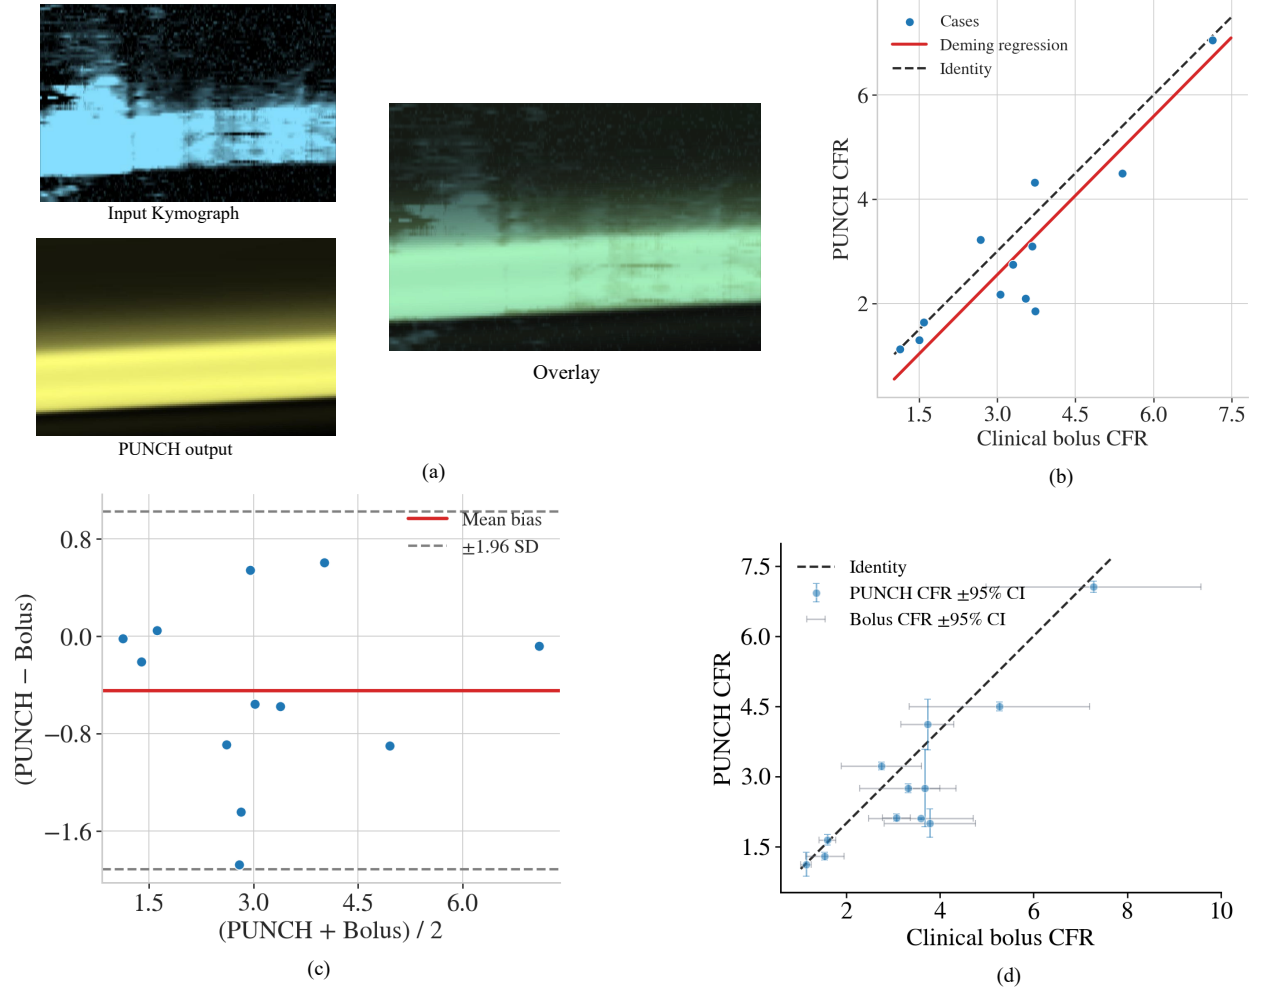 Input Kymograph
PUNCH output
Overlay
(a)
Cases
Deming regression
Identity
6
4
2
PUNCH CFR
1.5 3.0 4.5 6.0 7.5
Clinical bolus CFR
(b)
Mean bias
±1.96 SD
0.8
0.0
−0.8
−1.6
(PUNCH − Bolus)
1.5 3.0 4.5 6.0
(PUNCH + Bolus) / 2
(c)
Identity
PUNCH CFR ±95% CI
Bolus CFR ±95% CI
7.5
6.0
4.5
3.0
1.5
PUNCH CFR
2 4 6 8 10
Clinical bolus CFR
(d)